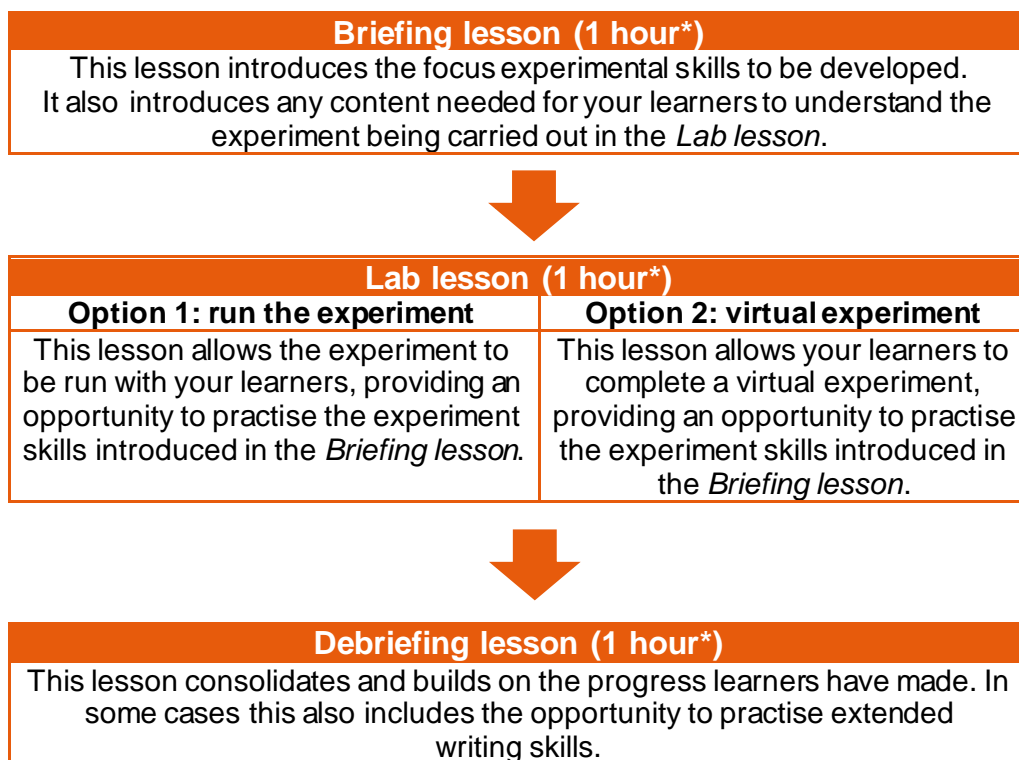 Briefing lesson (1 hour*)
This lesson introduces the focus experimental skills to be developed.
It also introduces any content needed for your learners to understand the
experiment being carried out in the Lab lesson.
Lab lesson (1 hour*)
Option 1: run the experiment
This lesson allows the experiment to
be run with your learners, providing an
opportunity to practise the experiment
skills introduced in the Briefing lesson.
Option 2: virtual experiment
This lesson allows your learners to
complete a virtual experiment,
providing an opportunity to practise
the experiment skills introduced in
the Briefing lesson.
Debriefing lesson (1 hour*)
This lesson consolidates and builds on the progress learners have made. In
some cases this also includes the opportunity to practise extended
writing skills.